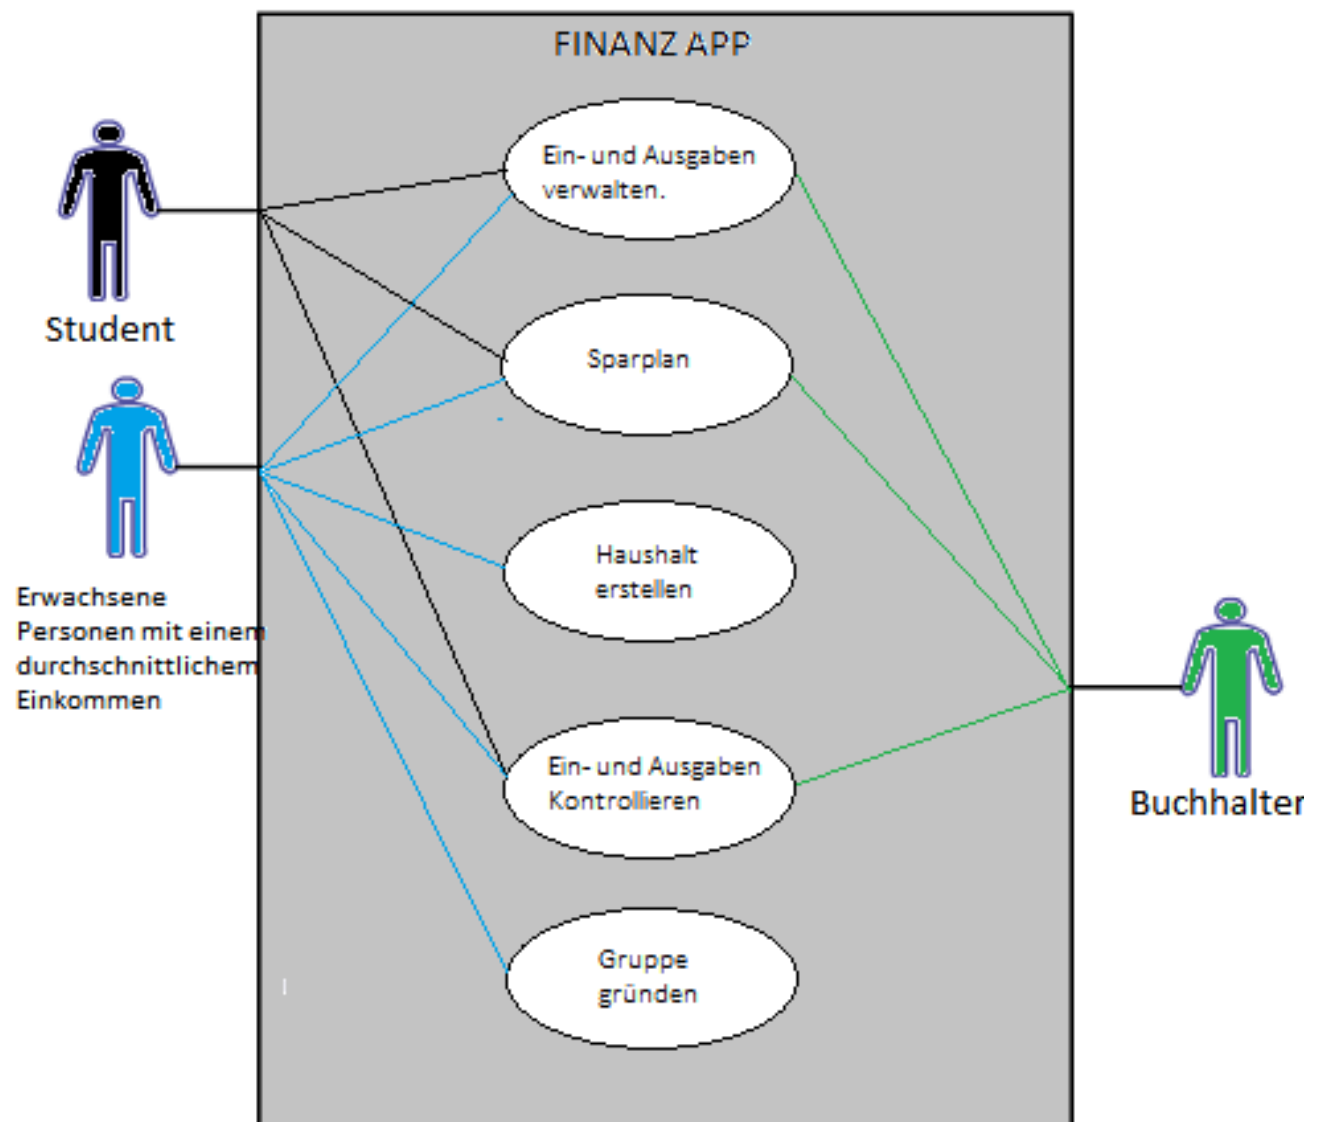 FINANZ APP
Ein- und Ausgaben
verwalten.
Student
Sparplan
Erwachsene
Personen mit einem
durchschnittlichem
Einkommen
Haushalt
erstellen
Ein- und Ausgaben
Kontrollieren
Buchhalter
Gruppe
gründen